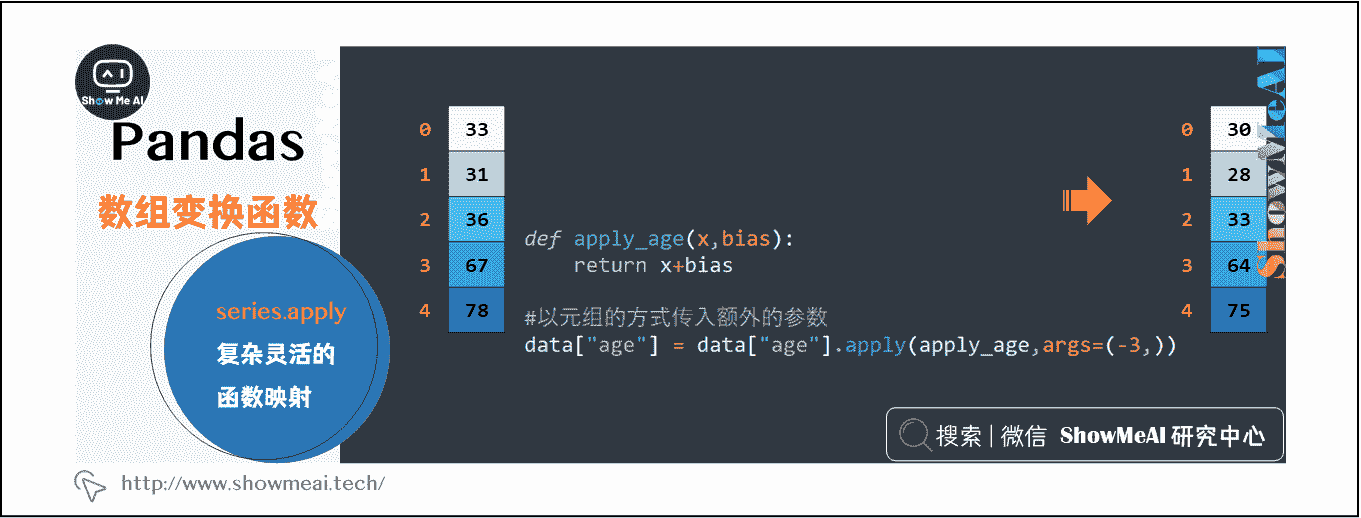 Show Me AI
Pandas
数组变换函数
series.apply
复杂灵活的
函数映射
0 33
1 31
2 36
3 67
4 78
def apply_age(x,bias):
return x+bias
#以元组的方式传入额外的参数
data["age"] = data["age"].apply(apply_age,args=(-3,))
0 30
1 28
2 33
3 64
4 75
ShowMeAI
搜索 | 微信 ShowMeAI 研究中心
http://www.showmeai.tech/